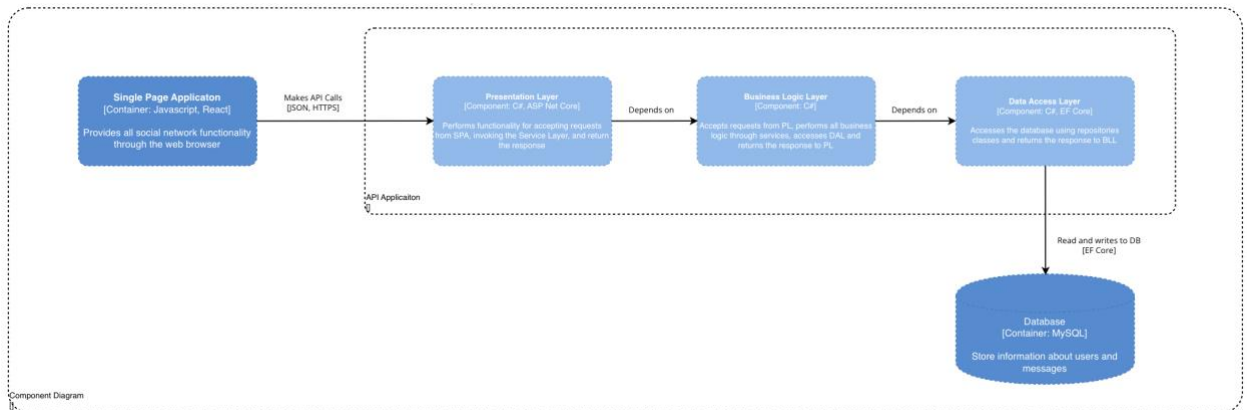 Single Page Applicaton
[Container: Javascript, React]
Provides all social network functionality
through the web browser
Makes API Calls
[JSON, HTTPS]
Presentation Layer
[Component: C#, ASP Net Core]
Performs functionality for accepting requests
from SPA, invoking the Service Layer, and return
the response
Depends on
Business Logic Layer
[Component: C#]
Accepts requests from PL, performs all business
logic through services, accesses DAL and
returns the response to PL
Depends on
Data Access Layer
[Component: C#, EF Core]
Accesses the database using repositories
classes and returns the response to BLL
API Applicaiton
[]
Read and writes to DB
[EF Core]
Database
[Container: MySQL]
Store information about users and
messages
Component Diagram
[]